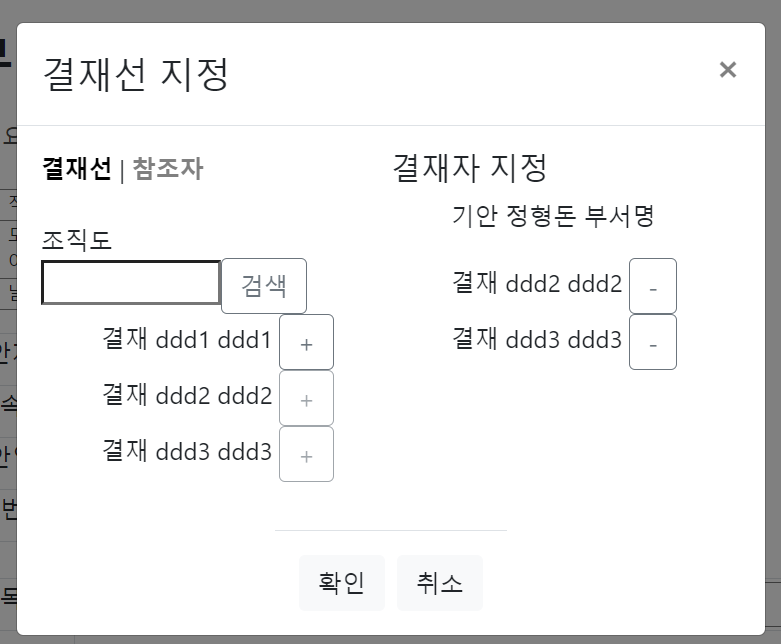 결재선 지정
×
결재선 | 참조자
조직도
검색
결재 ddd1 ddd1 +
결재 ddd2 ddd2 +
결재 ddd3 ddd3 +
결재자 지정
기안 정형돈 부서명
결재 ddd2 ddd2 -
결재 ddd3 ddd3 -
확인
취소